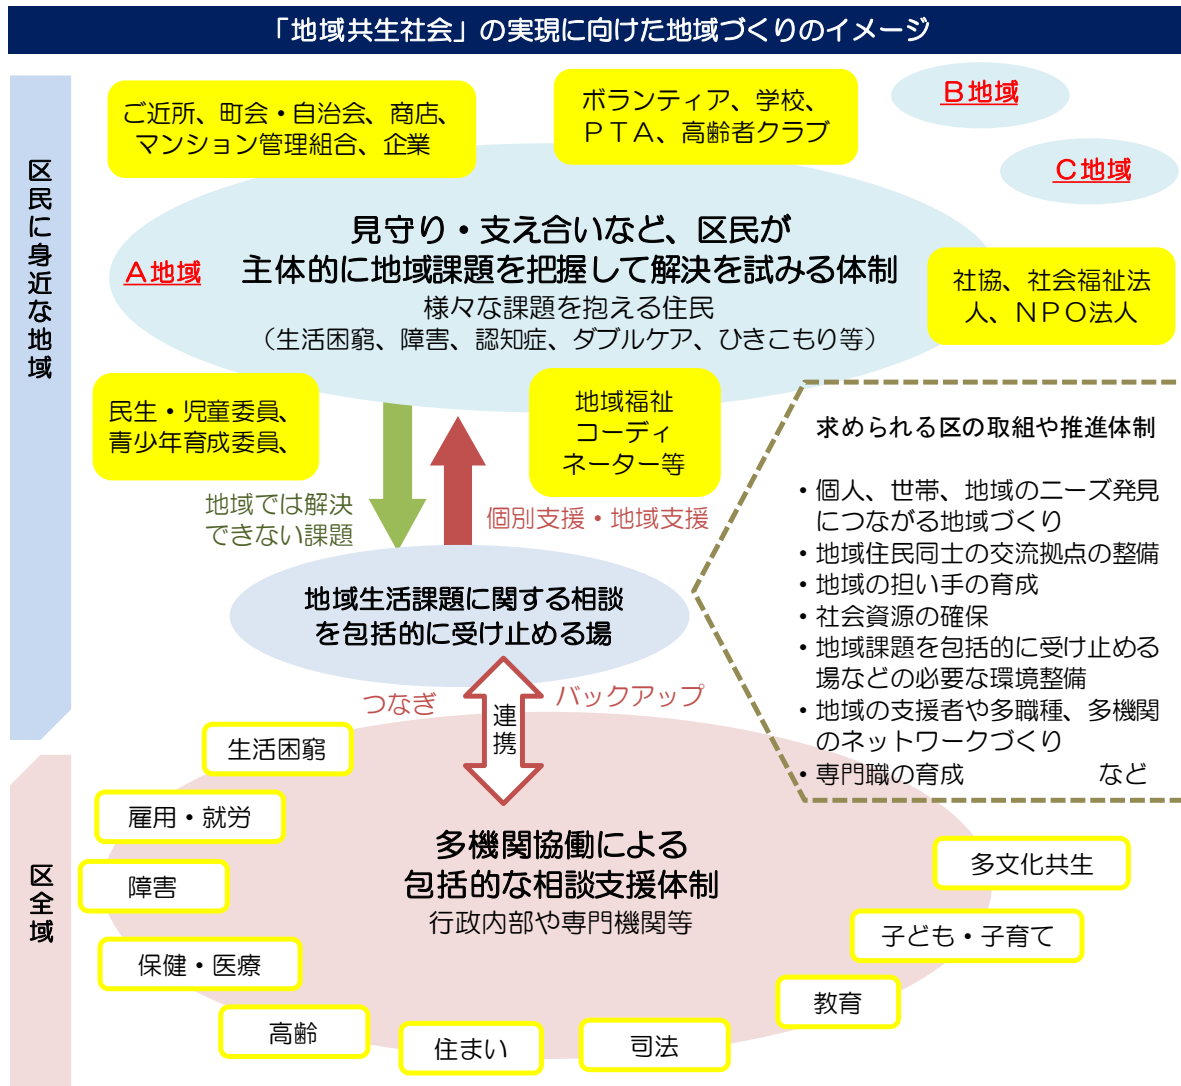 「地域共生社会」の実現に向けた地域づくりのイメージ
区民に身近な地域
ご近所、町会・自治会、商店、
マンション管理組合、企業
ボランティア、学校、
ＰＴＡ、高齢者クラブ
Ｂ地域
Ｃ地域
Ａ地域
見守り・支え合いなど、区民が
主体的に地域課題を把握して解決を試みる体制
様々な課題を抱える住民
（生活困窮、障害、認知症、ダブルケア、ひきこもり等）
社協、社会福祉法
人、ＮＰＯ法人
民生・児童委員、
青少年育成委員、
地域福祉
コーディ
ネーター等
地域では解決
できない課題
個別支援・地域支援
地域生活課題に関する相談
を包括的に受け止める場
つなぎ
バックアップ
連携
求められる区の取組や推進体制
・個人、世帯、地域のニーズ発見
につながる地域づくり
・地域住民同士の交流拠点の整備
・地域の担い手の育成
・社会資源の確保
・地域課題を包括的に受け止める
場などの必要な環境整備
・地域の支援者や多職種、多機関
のネットワークづくり
・専門職の育成　　　　　など
区全域
多機関協働による
包括的な相談支援体制
行政内部や専門機関等
生活困窮
雇用・就労
障害
保健・医療
高齢
住まい
司法
教育
子ども・子育て
多文化共生